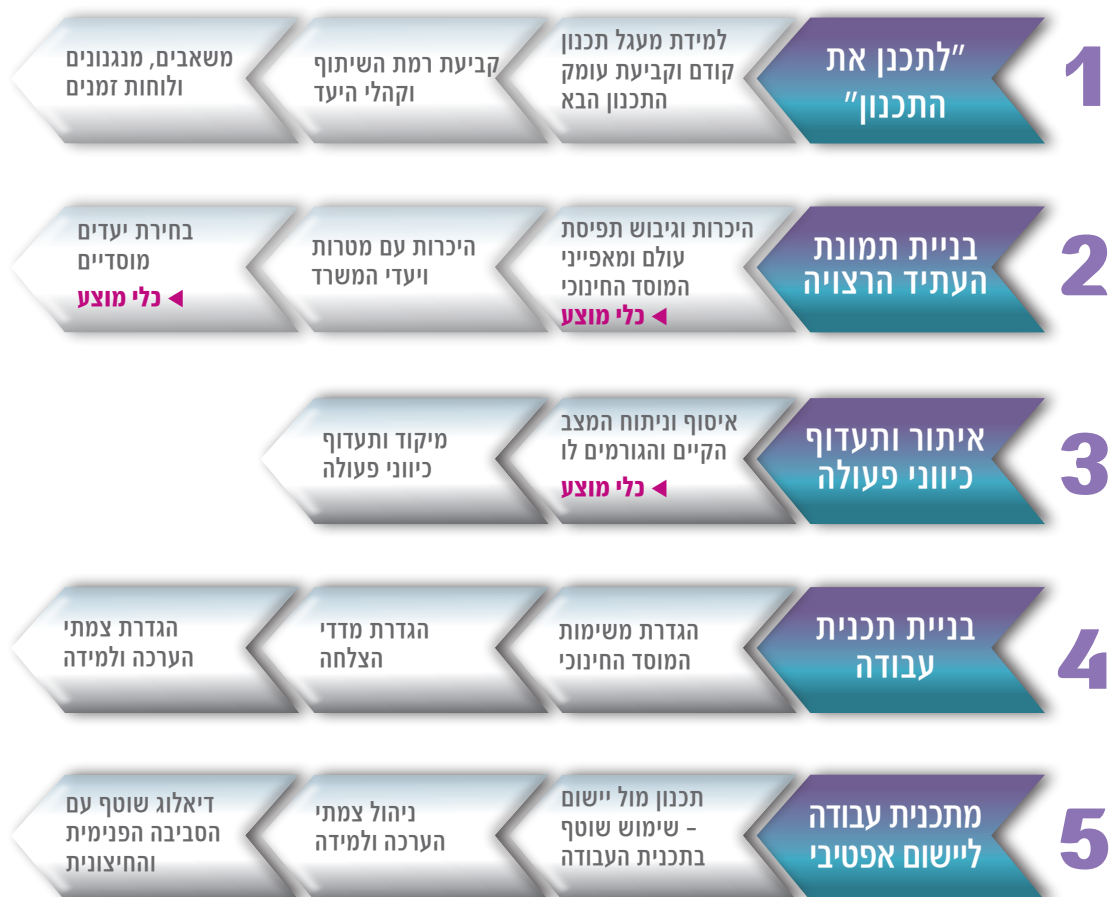 1
"לתכנן את
התכנון"
למידת מעגל תכנון
קודם וקביעת עומק
התכנון הבא
קביעת רמת השיתוף
וקהלי היעד
משאבים, מנגנונים
ולוחות זמנים
2
בניית תמונת
העתיד הרצויה
היכרות וגיבוש תפיסת
עולם ומאפייני
המוסד החינוכי
◄ כלי מוצע
היכרות עם מטרות
ויעדי המשרד
בחירת יעדים
מוסדיים
◄ כלי מוצע
3
איתור ותעדוף
כיווני פעולה
איסוף וניתוח המצב
הקיים והגורמים לו
◄ כלי מוצע
מיקוד ותעדוף
כיווני פעולה
4
בניית תכנית
עבודה
הגדרת משימות
המוסד החינוכי
הגדרת מדדי
הצלחה
הגדרת צמתי
הערכה ולמידה
5
מתכנית עבודה
ליישום אפקטיבי
תכנון מול יישום
- שימוש שוטף
בתכנית העבודה
ניהול צמתי
הערכה ולמידה
דיאלוג שוטף עם
הסביבה הפנימית
והחיצונית